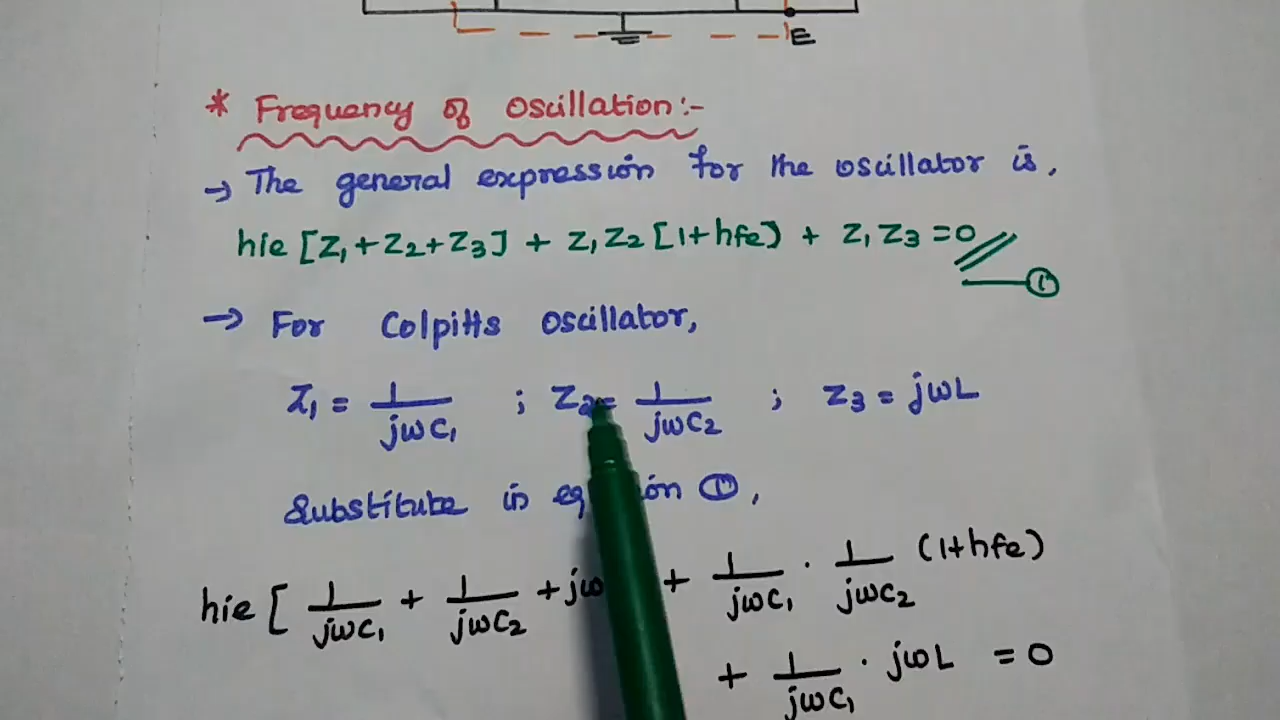 E
* Frequency of Oscillation:-
→ The general expression for the oscillator is,
hie [Z₁ + Z₂ + Z₃] + Z₁ Z₂ [1+hfe) + Z₁ Z₃ = 0
①
→ For Colpitts oscillator,
Z₁ = 1/jωC₁ ; Z₂ = 1/jωC₂ ; Z₃ = jωL
Substitute in ①,
hie [ 1/jωC₁ + 1/jωC₂ + jω + 1/jωC₁ · 1/jωC₂ (1+hfe)
+ 1/jωC₁ · jωL = 0